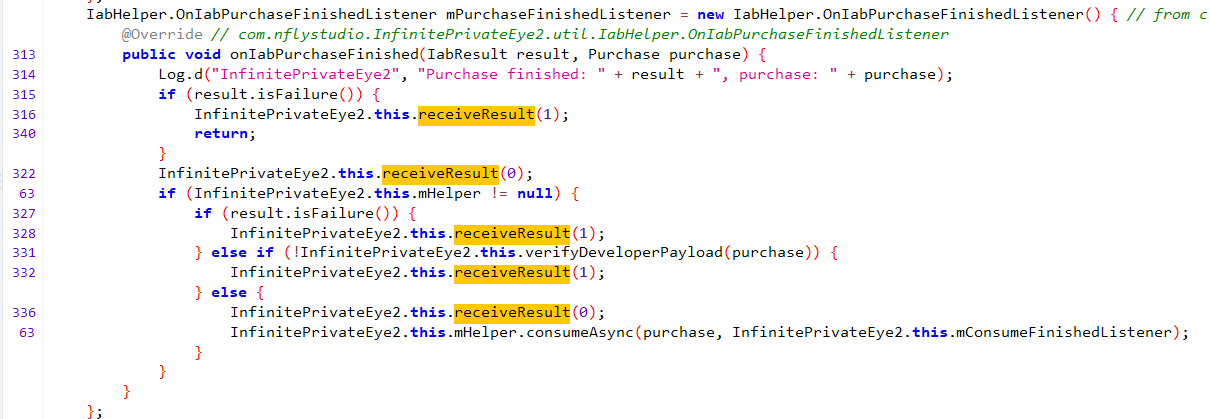 IabHelper.OnIabPurchaseFinishedListener mPurchaseFinishedListener = new IabHelper.OnIabPurchaseFinishedListener() { // from c
@Override // com.nflystudio.InfinitePrivateEye2.util.IabHelper.OnIabPurchaseFinishedListener
313 public void onIabPurchaseFinished(IabResult result, Purchase purchase) {
314 Log.d("InfinitePrivateEye2", "Purchase finished: " + result + ", purchase: " + purchase);
315 if (result.isFailure()) {
316 InfinitePrivateEye2.this.receiveResult(1);
340 return;
}
322 InfinitePrivateEye2.this.receiveResult(0);
63 if (InfinitePrivateEye2.this.mHelper != null) {
327 if (result.isFailure()) {
328 InfinitePrivateEye2.this.receiveResult(1);
331 } else if (!InfinitePrivateEye2.this.verifyDeveloperPayload(purchase)) {
332 InfinitePrivateEye2.this.receiveResult(1);
} else {
336 InfinitePrivateEye2.this.receiveResult(0);
63 InfinitePrivateEye2.this.mHelper.consumeAsync(purchase, InfinitePrivateEye2.this.mConsumeFinishedListener);
}
}
}
};